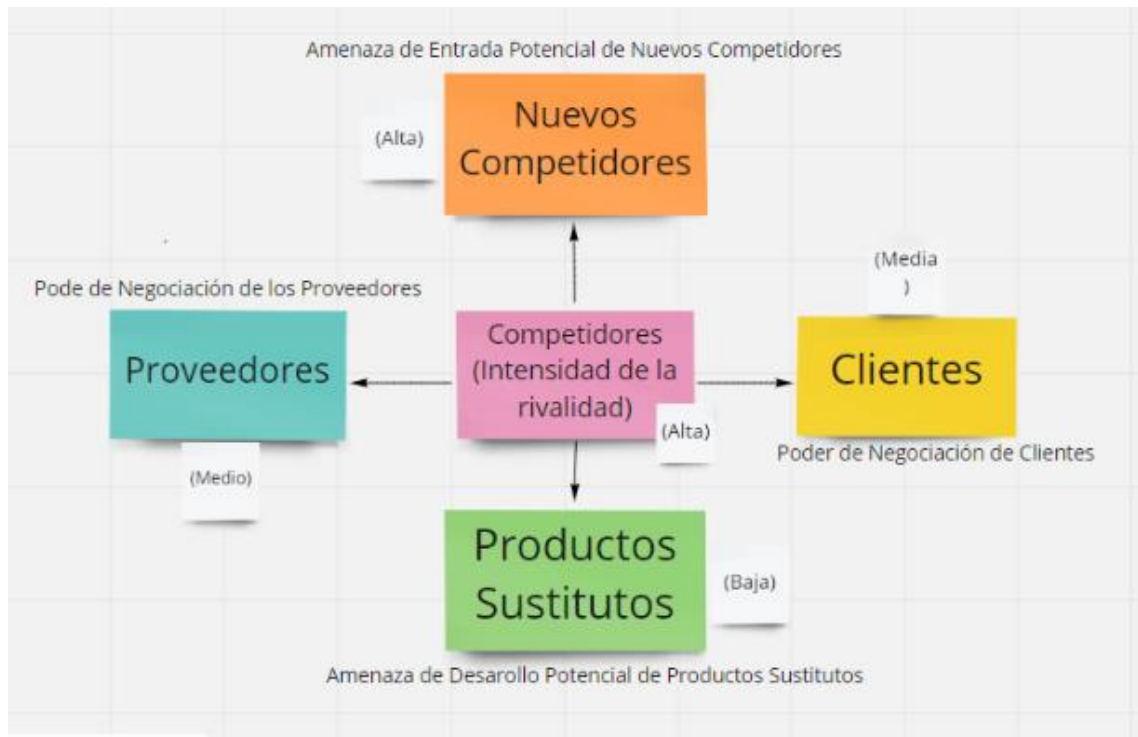 Amenaza de Entrada Potencial de Nuevos Competidores
Nuevos
Competidores
(Alta)
Pode de Negociación de los Proveedores
Proveedores
(Medio)
Competidores
(Intensidad de la
rivalidad)
(Alta)
(Media
)
Clientes
Poder de Negociación de Clientes
Productos
Sustitutos
(Baja)
Amenaza de Desarollo Potencial de Productos Sustitutos